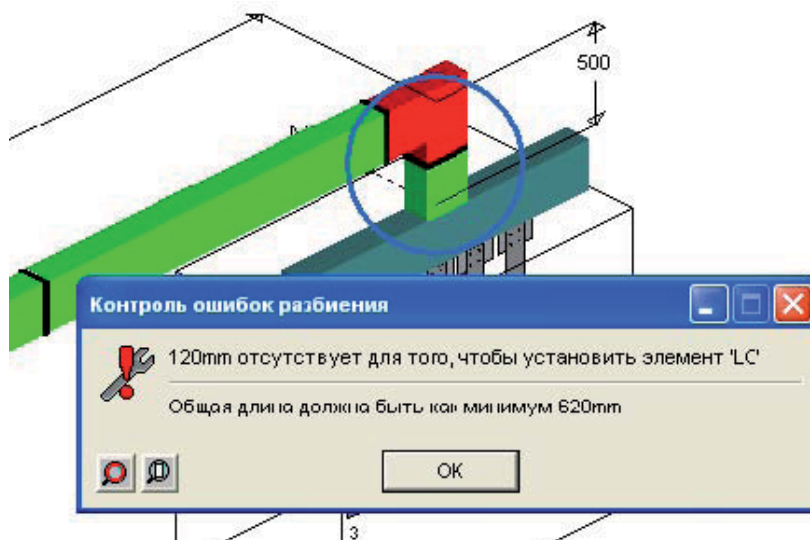 500
Контроль ошибок разбиения
120mm отсутствует для того, чтобы установить элемент 'LC'
Общая длина должна быть как минимум 620mm
OK
3